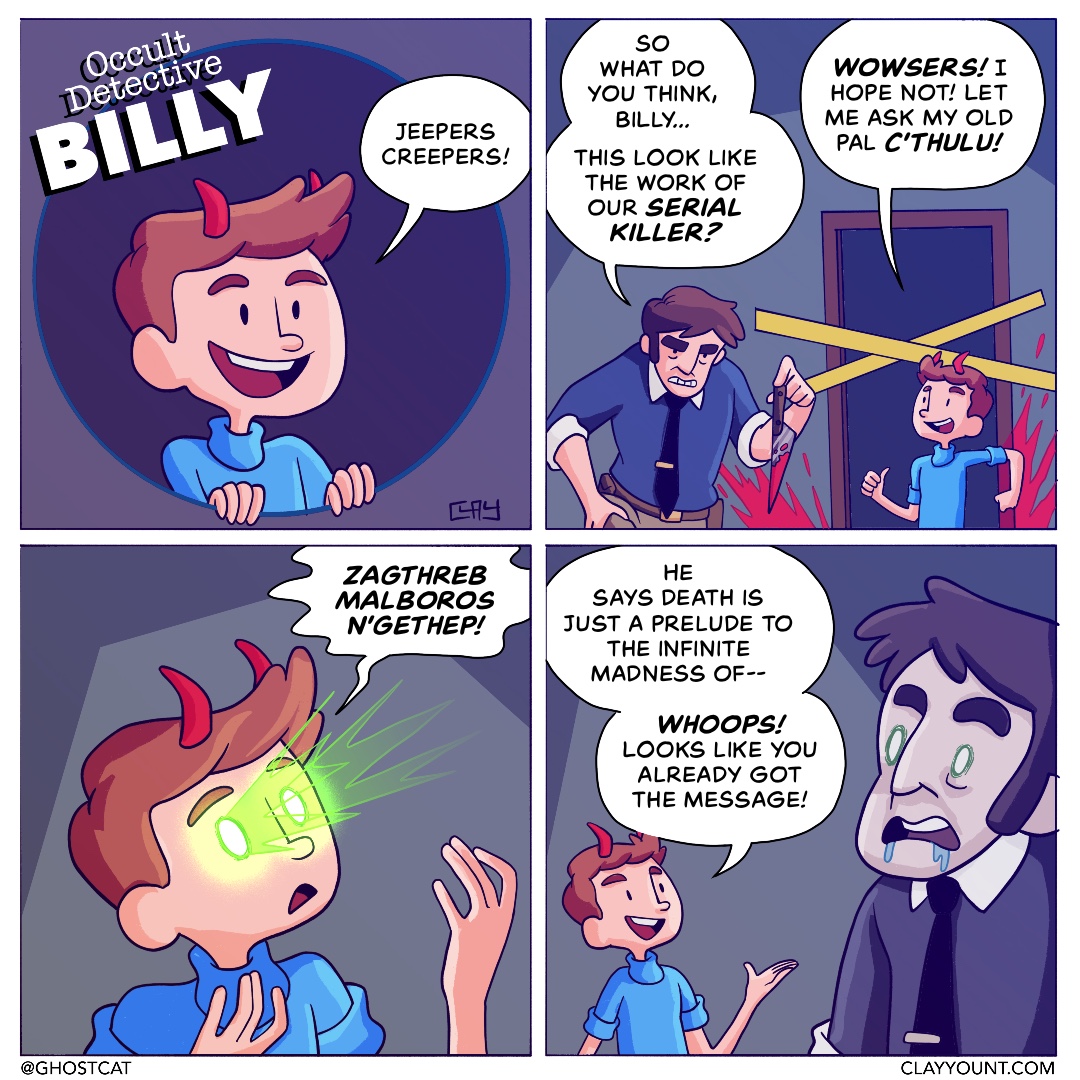 Occult
Detective
BILLY
JEEPERS
CREEPERS!
CLAY
SO
WHAT DO
YOU THINK,
BILLY...
THIS LOOK LIKE
THE WORK OF
OUR SERIAL
KILLER?
WOWSERS! I
HOPE NOT! LET
ME ASK MY OLD
PAL C'THULU!
ZAGTHREB
MALBOROS
N'GETHEP!
HE
SAYS DEATH IS
JUST A PRELUDE TO
THE INFINITE
MADNESS OF--
WHOOPS!
LOOKS LIKE YOU
ALREADY GOT
THE MESSAGE!
@GHOSTCAT
CLAYYOUNT.COM